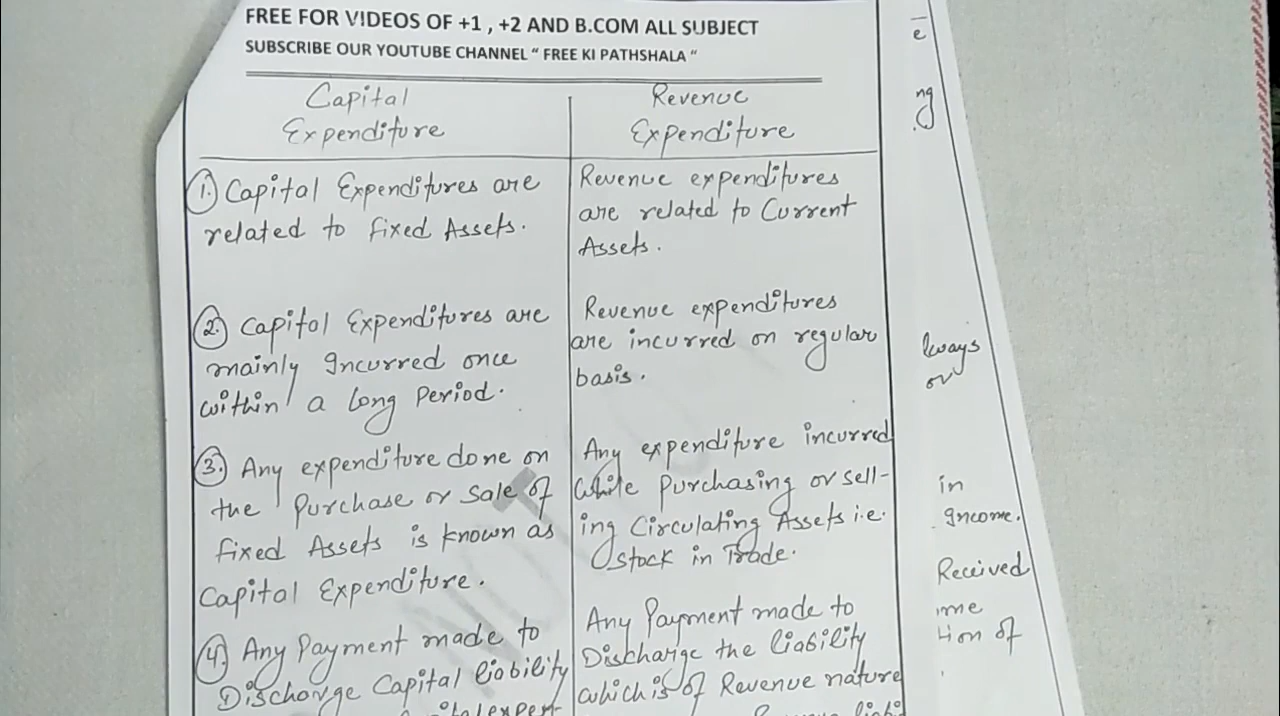 FREE FOR VIDEOS OF +1 , +2 AND B.COM ALL SUBJECT
SUBSCRIBE OUR YOUTUBE CHANNEL " FREE KI PATHSHALA "
Capital
Expenditure
① Capital Expenditures are
related to fixed Assets.
② Capital Expenditures are
mainly Incurred once
within a long Period.
③ Any expenditure done on
the Purchase or Sale of
fixed Assets is known as
Capital Expenditure.
④ Any Payment made to
Discharge Capital liability
Revenue
Expenditure
Revenue expenditures
are related to Current
Assets.
Revenue expenditures
are incurred on regular
basis.
Any expenditure incurred
while Purchasing or sell-
ing Circulating Assets i.e.
stock in Trade.
Any Payment made to
Discharge the liability
which is of Revenue nature
e
ng
.
lways
or
in
Income.
Received
me
tion of
NOT